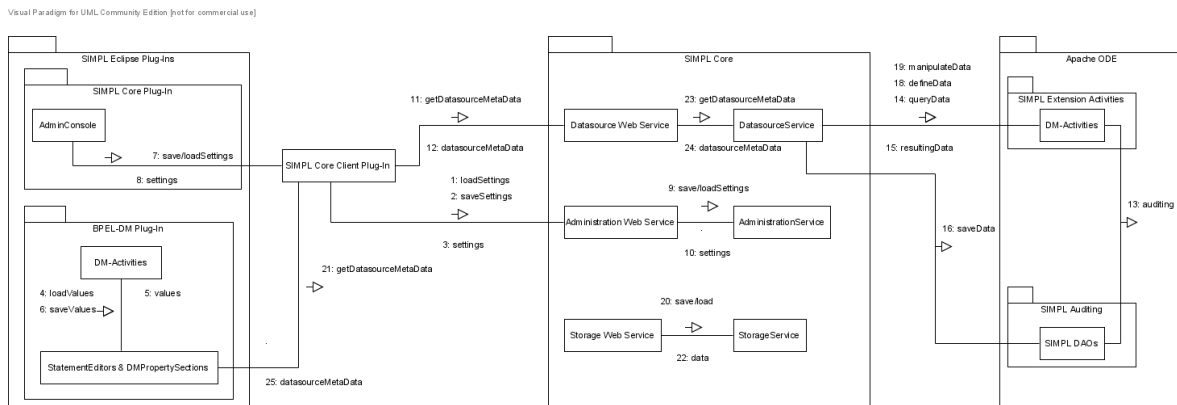 Visual Paradigm for UML Community Edition [not for commercial use]
SIMPL Eclipse Plug-Ins
SIMPL Core Plug-In
AdminConsole
7: save/loadSettings
8: settings
BPEL-DM Plug-In
DM-Activities
4: loadValues
5: values
6: saveValues
StatementEditors & DMPropertySections
SIMPL Core Client Plug-In
11: getDatasourceMetaData
12: datasourceMetaData
1: loadSettings
2: saveSettings
3: settings
21: getDatasourceMetaData
25: datasourceMetaData
SIMPL Core
Datasource Web Service
23: getDatasourceMetaData
DatasourceService
24: datasourceMetaData
9: save/loadSettings
Administration Web Service
AdministrationService
10: settings
20: save/load
Storage Web Service
StorageService
22: data
19: manipulateData
18: defineData
14: queryData
15: resultingData
16: saveData
Apache ODE
SIMPL Extension Activities
DM-Activities
13: auditing
SIMPL Auditing
SIMPL DAOs